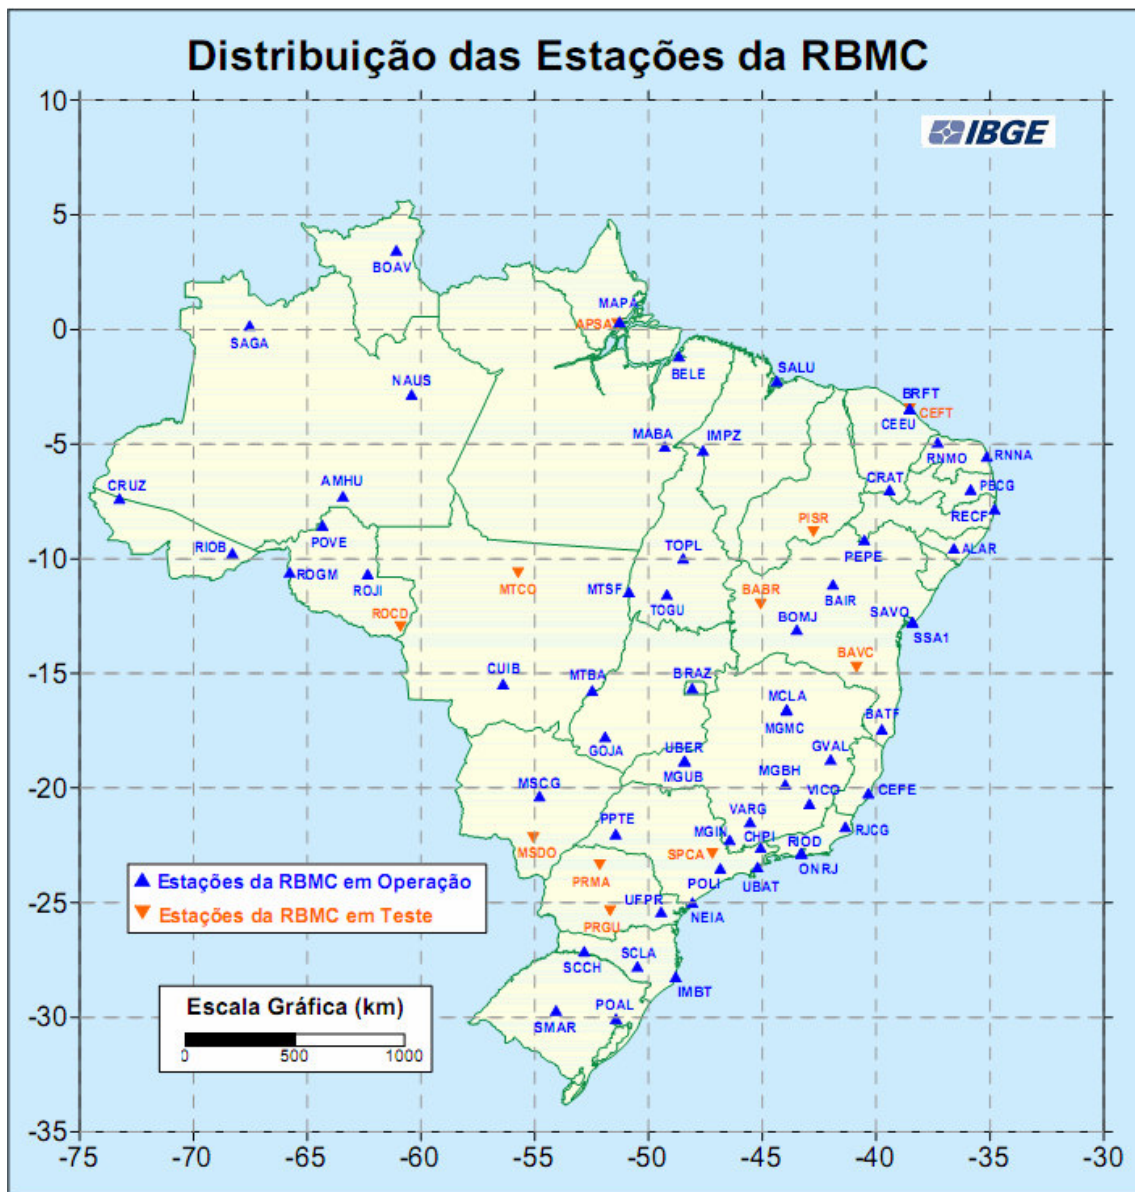 Distribuição das Estações da RBMC
10
IBGE
5
BOAV
MAPA
0
APSA
SAGA
BELE
SALU
NAUS
BRFT
CEFT
CEEU
-5
MABA
IMPZ
RNMO
RNNA
CRUZ
AMHU
CRAT
PBCG
RECF
PISR
RIOB
POVE
TOPL
PEPE
ALAR
-10
ROGM
ROJI
MTCO
MTSF
TOGU
BABR
BAIR
ROCD
BOMJ
SAVO
SSA1
BAVC
-15
CUIB
MTBA
BRAZ
MCLA
BATF
MGMC
GOJA
UBER
GVAL
MGUB
MGBH
MSCG
VICO
CEFE
-20
PPTE
VARG
MGIN
CHPI
RIOD
RJCG
MSDO
SPCA
ONRJ
PRMA
POLI
UBAT
Estações da RBMC em Operação
UFPR
NEIA
-25
Estações da RBMC em Teste
PRGU
SCLA
SCCH
IMBT
Escala Gráfica (km)
POAL
SMAR
-30
0 500 1000
-35
-75 -70 -65 -60 -55 -50 -45 -40 -35 -30